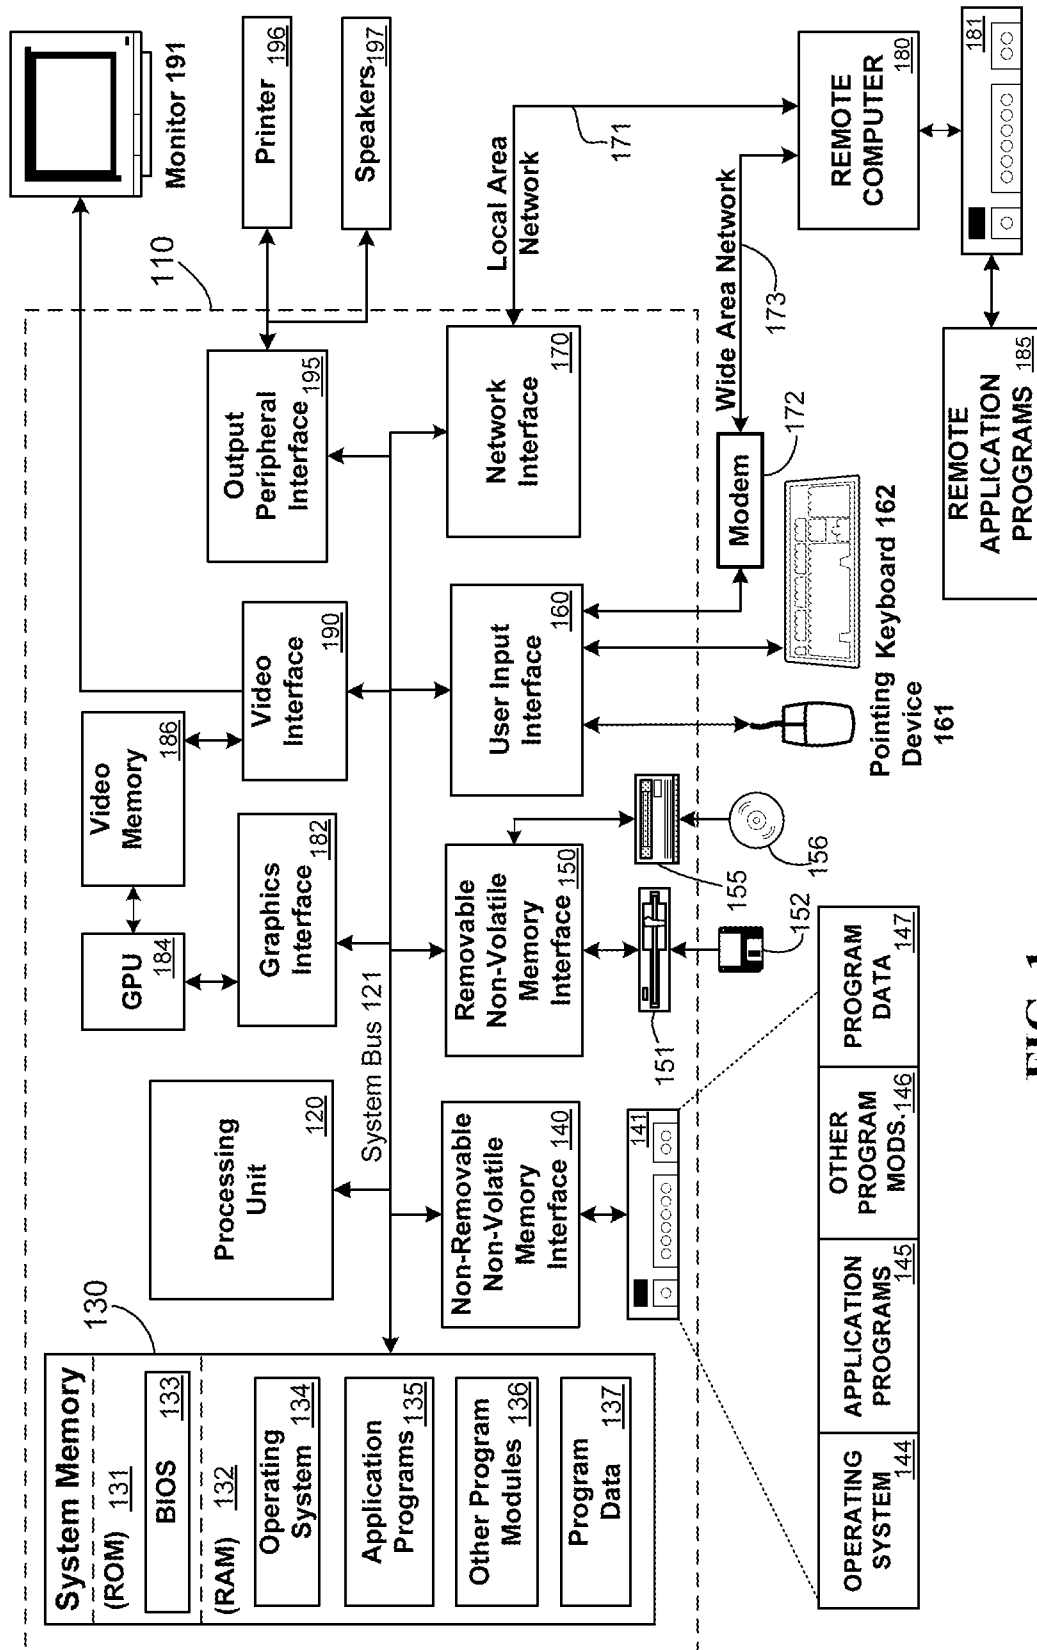 System Memory
130
(ROM) 131
BIOS 133
(RAM) 132
Operating
System 134
Application
Programs 135
Other Program
Modules 136
Program
Data 137
Processing
Unit
120
System Bus 121
GPU
184
Video
Memory
186
Graphics
Interface
182
Video
Interface
190
Output
Peripheral
Interface 195
110
Monitor 191
Printer
196
Speakers
197
Non-Removable
Non-Volatile
Memory
Interface 140
Removable
Non-Volatile
Memory
Interface 150
User Input
Interface
160
Network
Interface
170
Local Area
Network
171
141
151
152
155
156
Pointing
Device
161
Keyboard 162
Modem
172
Wide Area Network
173
REMOTE
COMPUTER
180
181
REMOTE
APPLICATION
PROGRAMS 185
OPERATING
SYSTEM 144
APPLICATION
PROGRAMS 145
OTHER
PROGRAM
MODS. 146
PROGRAM
DATA 147